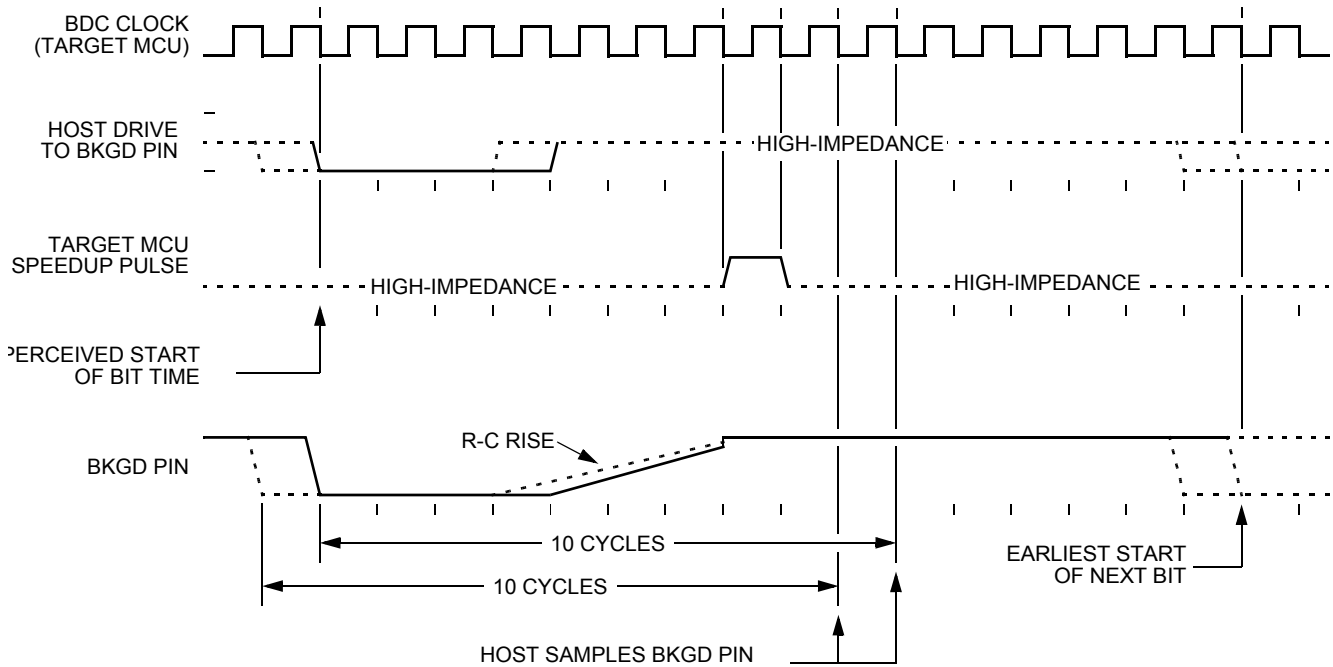 BDC CLOCK
(TARGET MCU)
HOST DRIVE
TO BKGD PIN
HIGH-IMPEDANCE
TARGET MCU
SPEEDUP PULSE
HIGH-IMPEDANCE
HIGH-IMPEDANCE
PERCEIVED START
OF BIT TIME
R-C RISE
BKGD PIN
10 CYCLES
EARLIEST START
OF NEXT BIT
10 CYCLES
HOST SAMPLES BKGD PIN